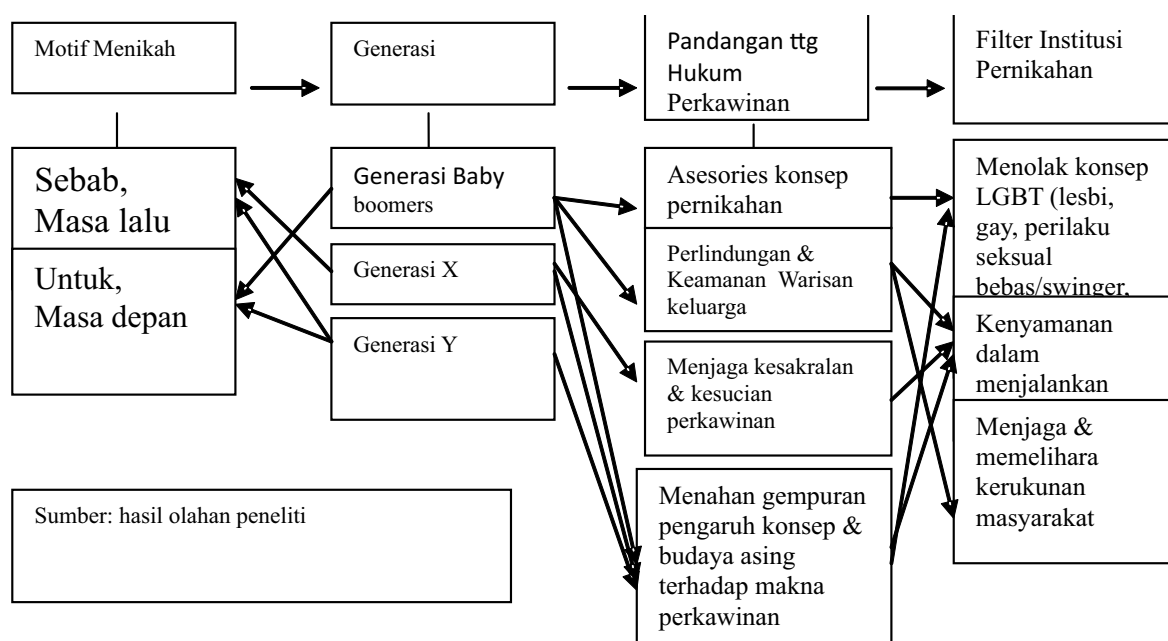 Motif Menikah
Generasi
Pandangan ttg
Hukum
Perkawinan
Filter Institusi
Pernikahan
Sebab,
Masa lalu
Untuk,
Masa depan
Generasi Baby
boomers
Generasi X
Generasi Y
Asesories konsep
pernikahan
Perlindungan &
Keamanan Warisan
keluarga
Menjaga kesakralan
& kesucian
perkawinan
Menahan gempuran
pengaruh konsep &
budaya asing
terhadap makna
perkawinan
Menolak konsep
LGBT (lesbi,
gay, perilaku
seksual
bebas/swinger,
Kenyamanan
dalam
menjalankan
Menjaga &
memelihara
kerukunan
masyarakat
Sumber: hasil olahan peneliti